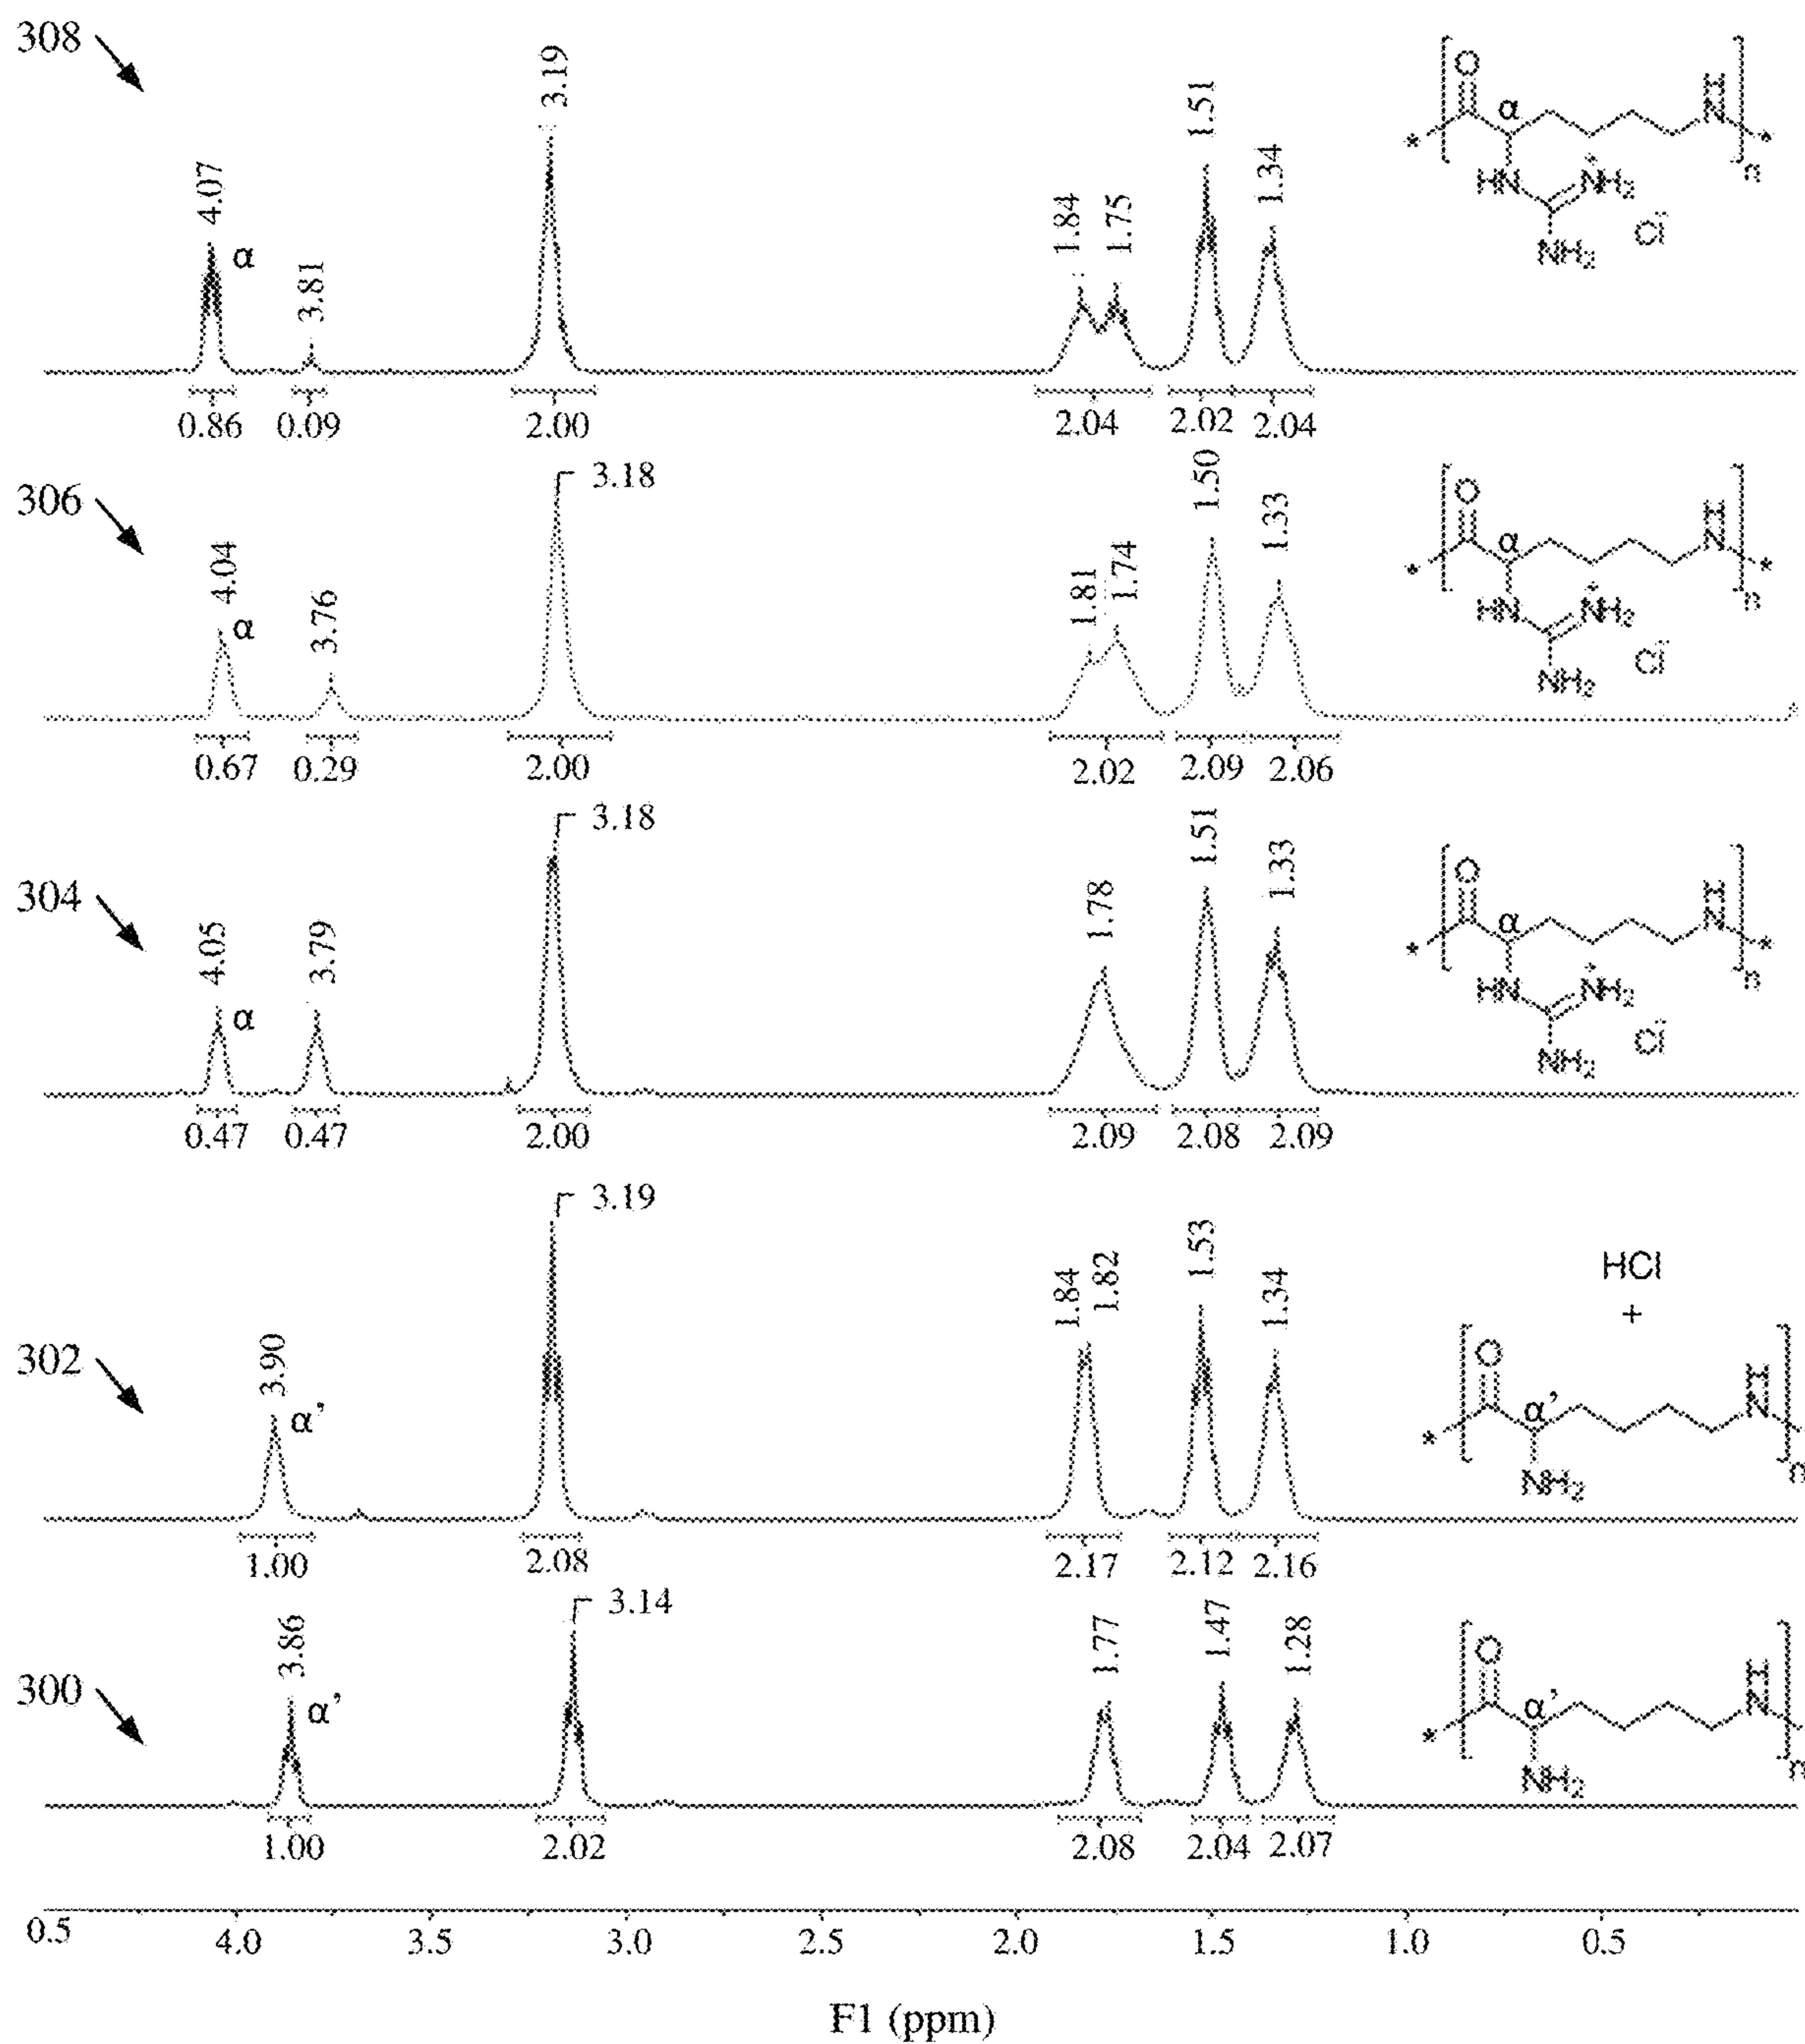 308
4.07
α
3.81
3.19
1.84
1.75
1.51
1.34
0.86
0.09
2.00
2.04
2.02
2.04
O
α
H
N
n
HN
+
NH2
NH2
Cl-
*
*
306
4.04
α
3.76
3.18
1.81
1.74
1.50
1.33
0.67
0.29
2.00
2.02
2.09
2.06
O
α
H
N
n
HN
+
NH2
NH2
Cl-
*
*
304
4.05
α
3.79
3.18
1.78
1.51
1.33
0.47
0.47
2.00
2.09
2.08
2.09
O
α
H
N
n
HN
+
NH2
NH2
Cl-
*
*
302
3.90
α’
3.19
1.84
1.82
1.53
1.34
1.00
2.08
2.17
2.12
2.16
HCl
+
O
α’
H
N
n
NH2
*
300
3.86
α’
3.14
1.77
1.47
1.28
1.00
2.02
2.08
2.04
2.07
O
α’
H
N
n
NH2
*
0.5 4.0 3.5 3.0 2.5 2.0 1.5 1.0 0.5
F1 (ppm)